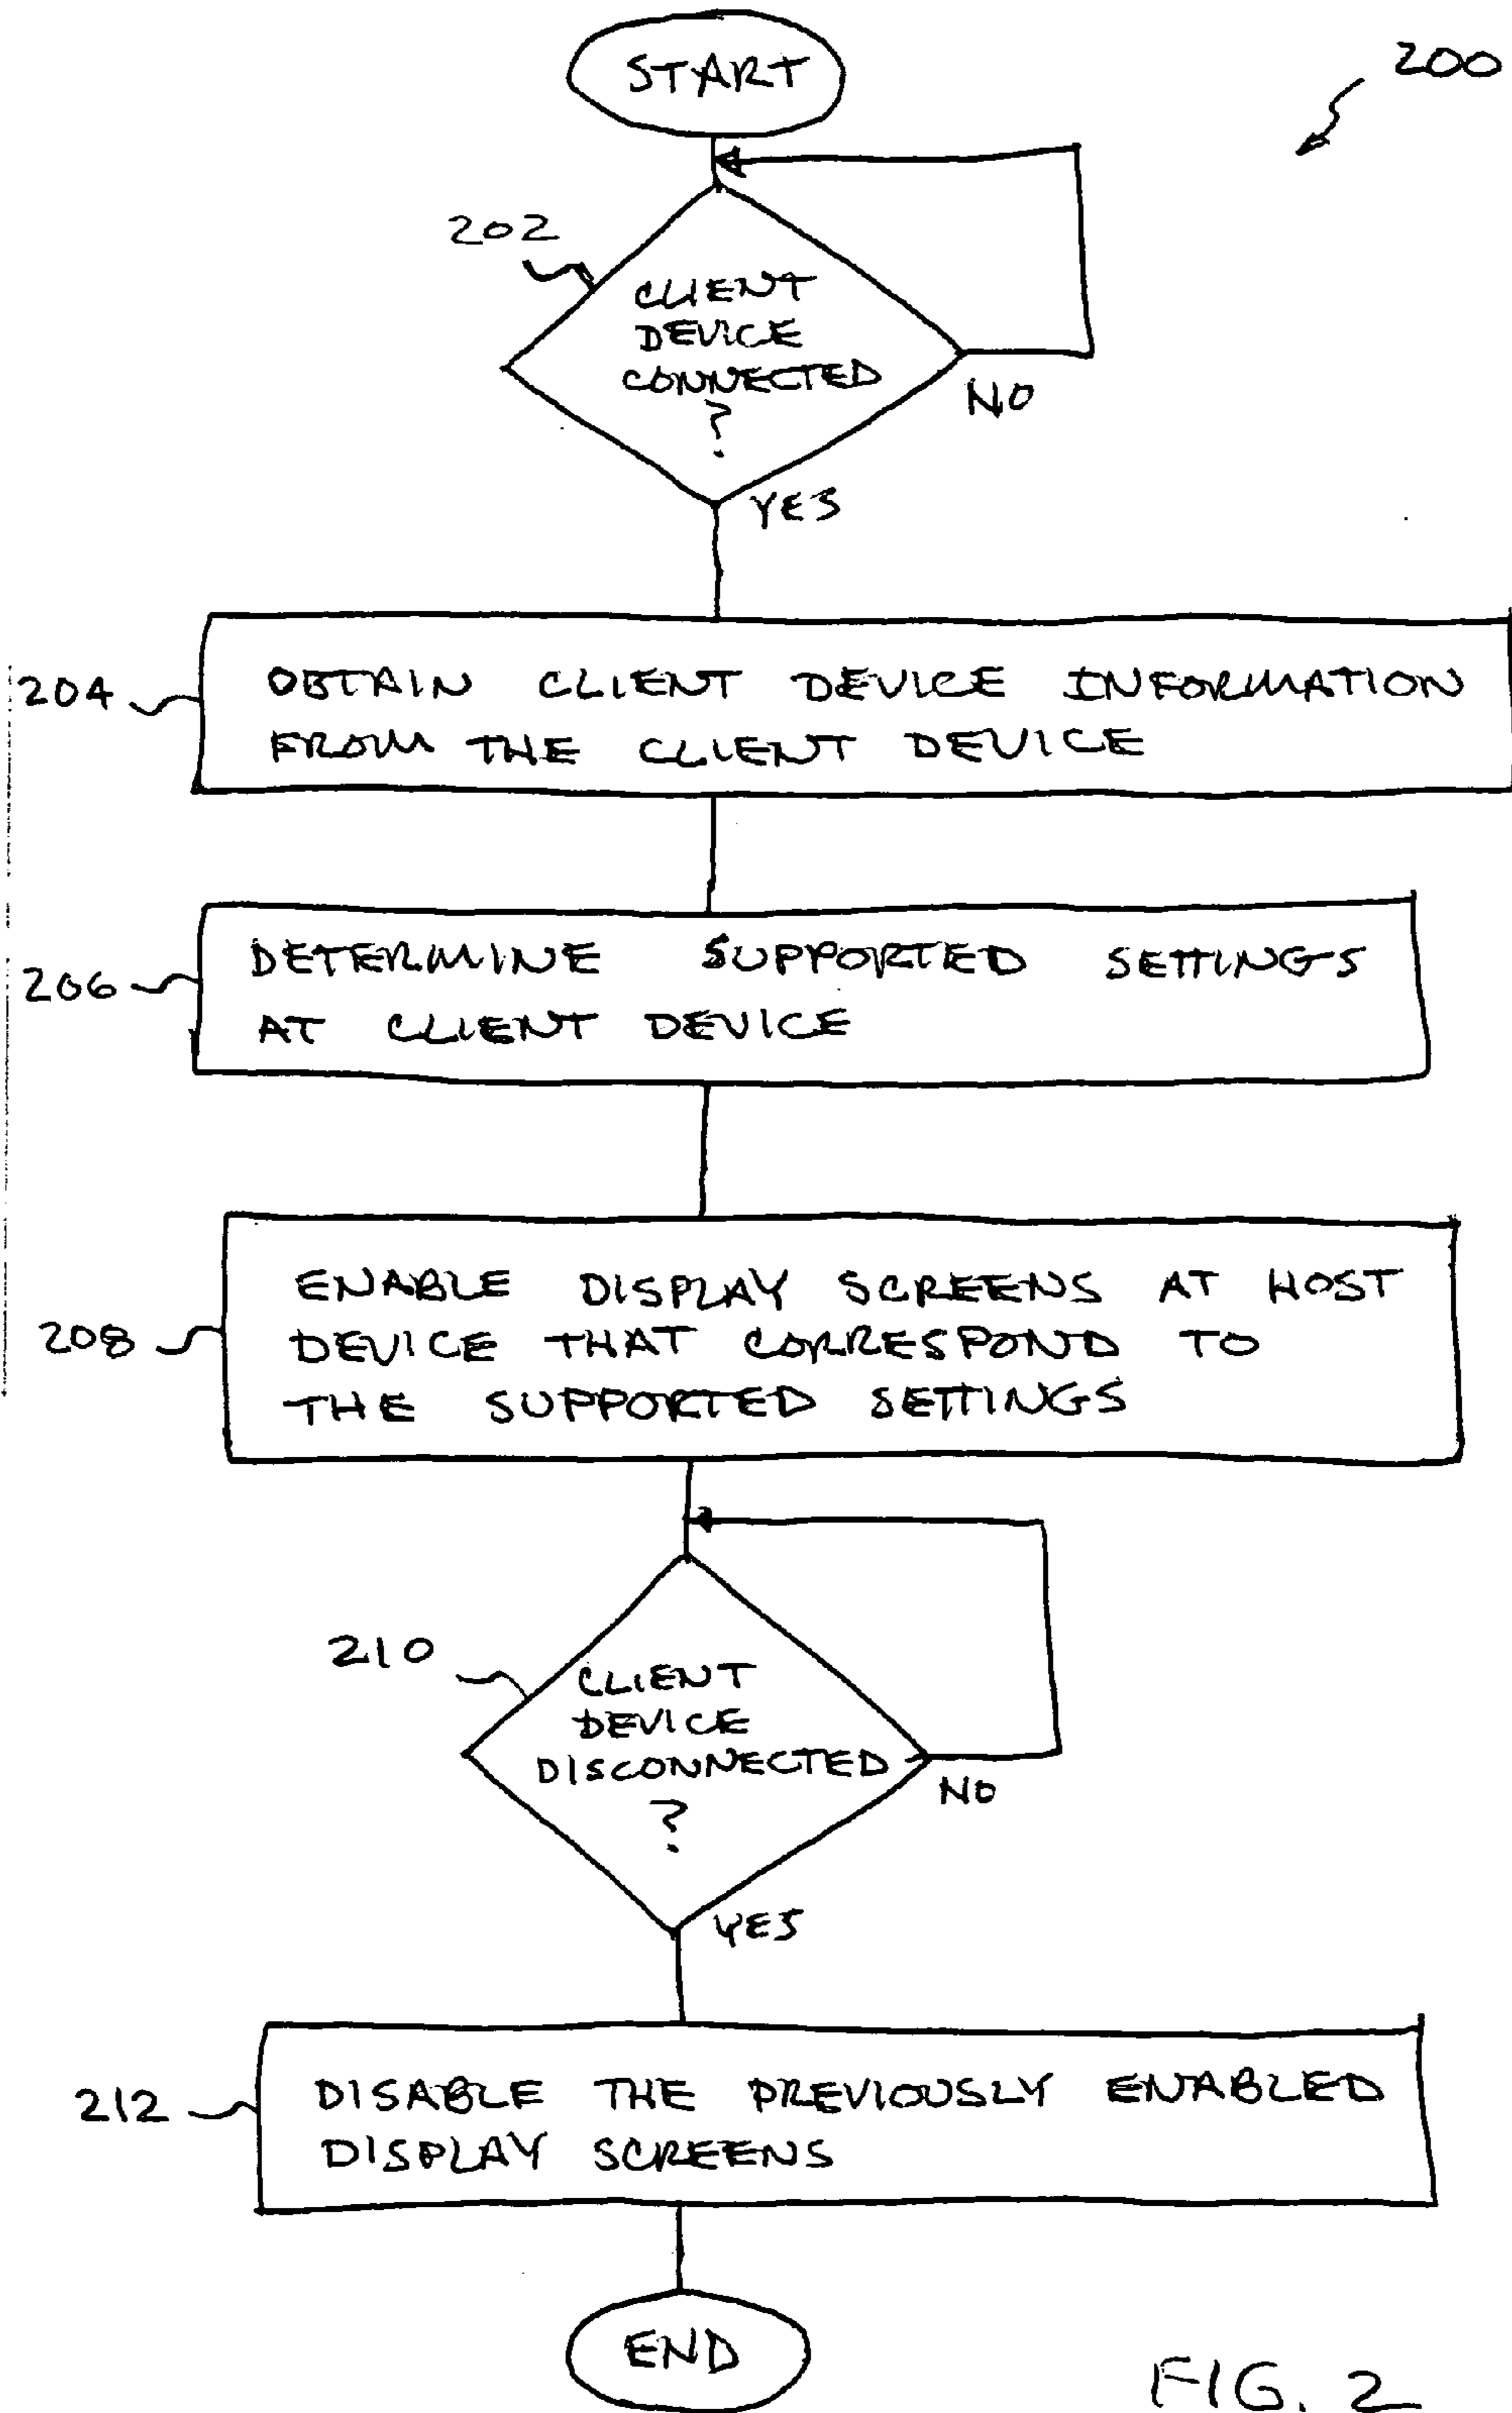 START
200
202
CLIENT
DEVICE
CONNECTED
?
NO
YES
204
OBTAIN CLIENT DEVICE INFORMATION
FROM THE CLIENT DEVICE
206
DETERMINE SUPPORTED SETTINGS
AT CLIENT DEVICE
208
ENABLE DISPLAY SCREENS AT HOST
DEVICE THAT CORRESPOND TO
THE SUPPORTED SETTINGS
210
CLIENT
DEVICE
DISCONNECTED
?
NO
YES
212
DISABLE THE PREVIOUSLY ENABLED
DISPLAY SCREENS
END
FIG. 2